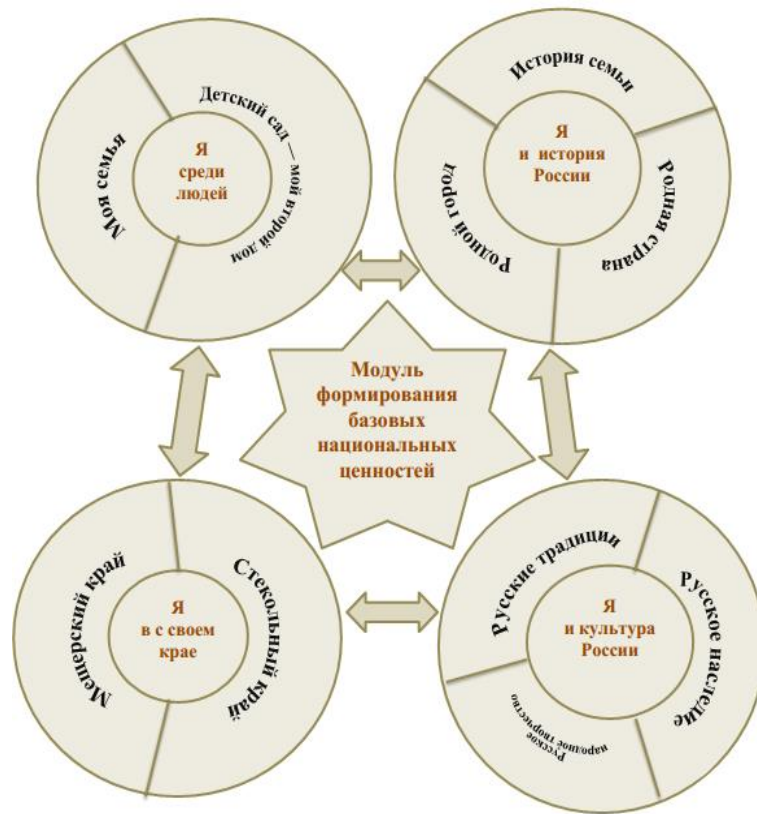 Моя семья
Детский сад — мой второй дом
Я
среди
людей
История семьи
Родной город
Родная страна
Я
и история
России
Модуль
формирования
базовых
национальных
ценностей
Мещерский край
Стекольный край
Я
в с своем
крае
Русские традиции
Русское наследие
Русское
народное творчество
Я
и культура
России